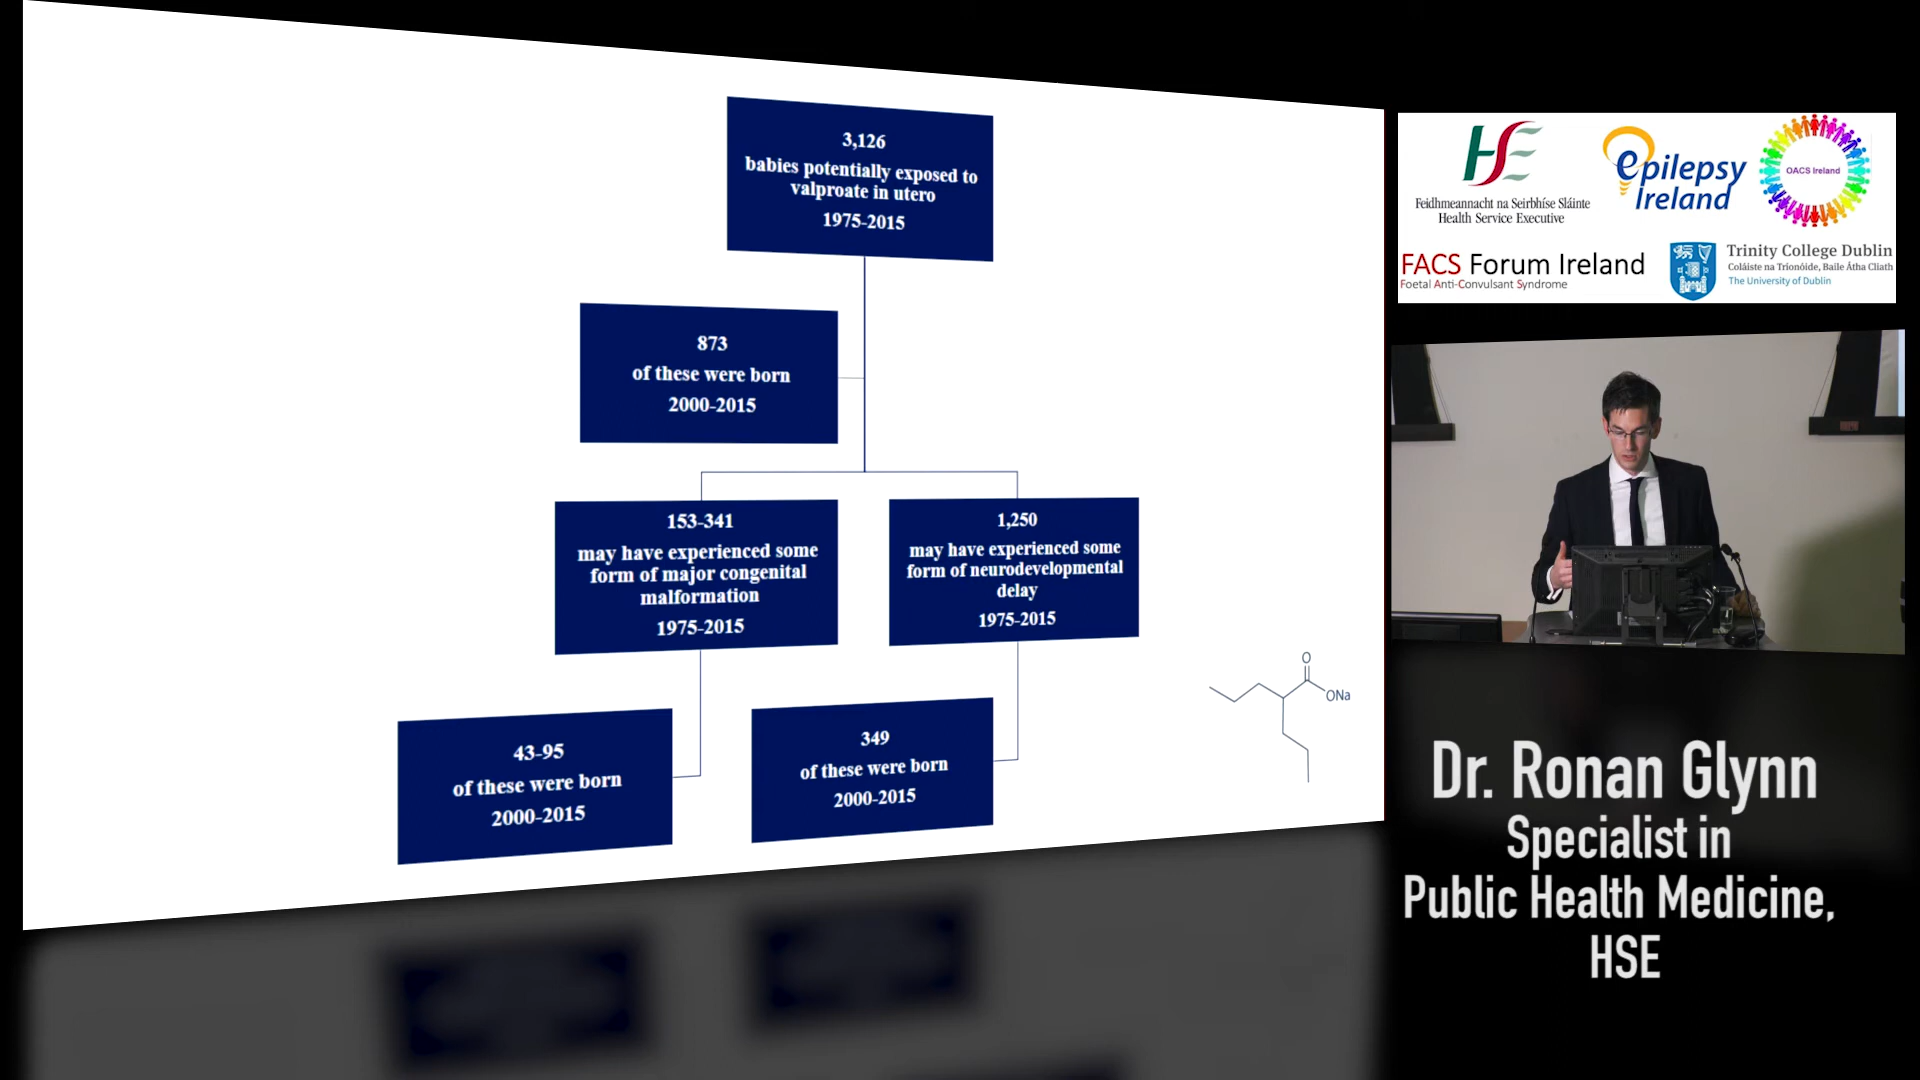 3,126
babies potentially exposed to
valproate in utero
1975-2015
873
of these were born
2000-2015
153-341
may have experienced some
form of major congenital
malformation
1975-2015
1,250
may have experienced some
form of neurodevelopmental
delay
1975-2015
43-95
of these were born
2000-2015
349
of these were born
2000-2015
O
ONa
HSE
Feidhmeannacht na Seirbhíse Sláinte
Health Service Executive
epilepsy
Ireland
OACS Ireland
FACS Forum Ireland
Foetal Anti-Convulsant Syndrome
Trinity College Dublin
Coláiste na Tríonóide, Baile Átha Cliath
The University of Dublin
Dr. Ronan Glynn
Specialist in
Public Health Medicine,
HSE